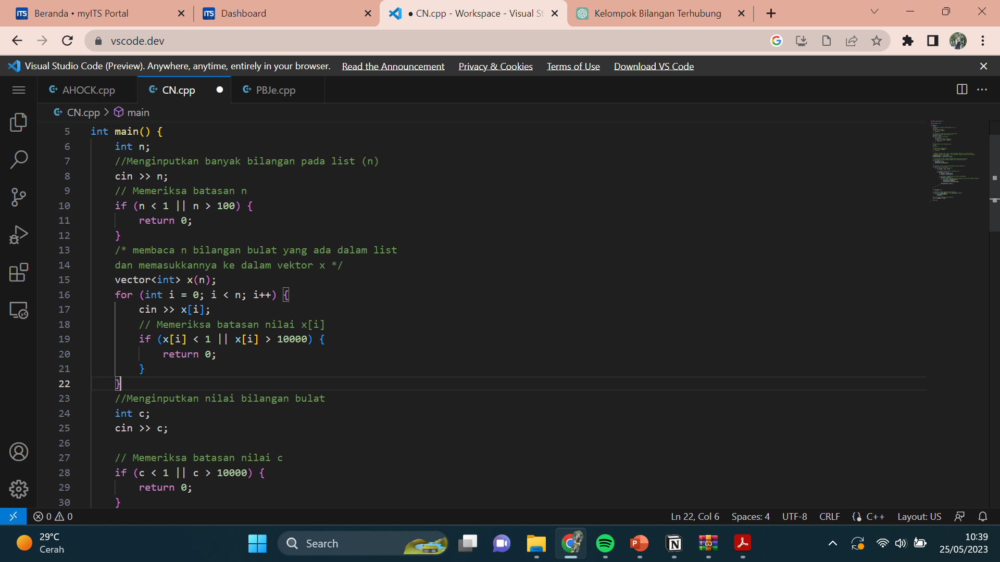 Beranda • myITS Portal
Dashboard
● CN.cpp - Workspace - Visual St
Kelompok Bilangan Terhubung
vscode.dev
Visual Studio Code (Preview). Anywhere, anytime, entirely in your browser. Read the Announcement Privacy & Cookies Terms of Use Download VS Code
AHOCK.cpp
CN.cpp
PBJe.cpp
CN.cpp > main
5 int main() {
6 int n;
7 //Menginputkan banyak bilangan pada list (n)
8 cin >> n;
9 // Memeriksa batasan n
10 if (n < 1 || n > 100) {
11 return 0;
12 }
13 /* membaca n bilangan bulat yang ada dalam list
14 dan memasukkannya ke dalam vektor x */
15 vector<int> x(n);
16 for (int i = 0; i < n; i++) {
17 cin >> x[i];
18 // Memeriksa batasan nilai x[i]
19 if (x[i] < 1 || x[i] > 10000) {
20 return 0;
21 }
22 }
23 //Menginputkan nilai bilangan bulat
24 int c;
25 cin >> c;
26
27 // Memeriksa batasan nilai c
28 if (c < 1 || c > 10000) {
29 return 0;
30 }
0 0
Ln 22, Col 6 Spaces: 4 UTF-8 CRLF C++ Layout: US
29°C
Cerah
Search
10:39
25/05/2023